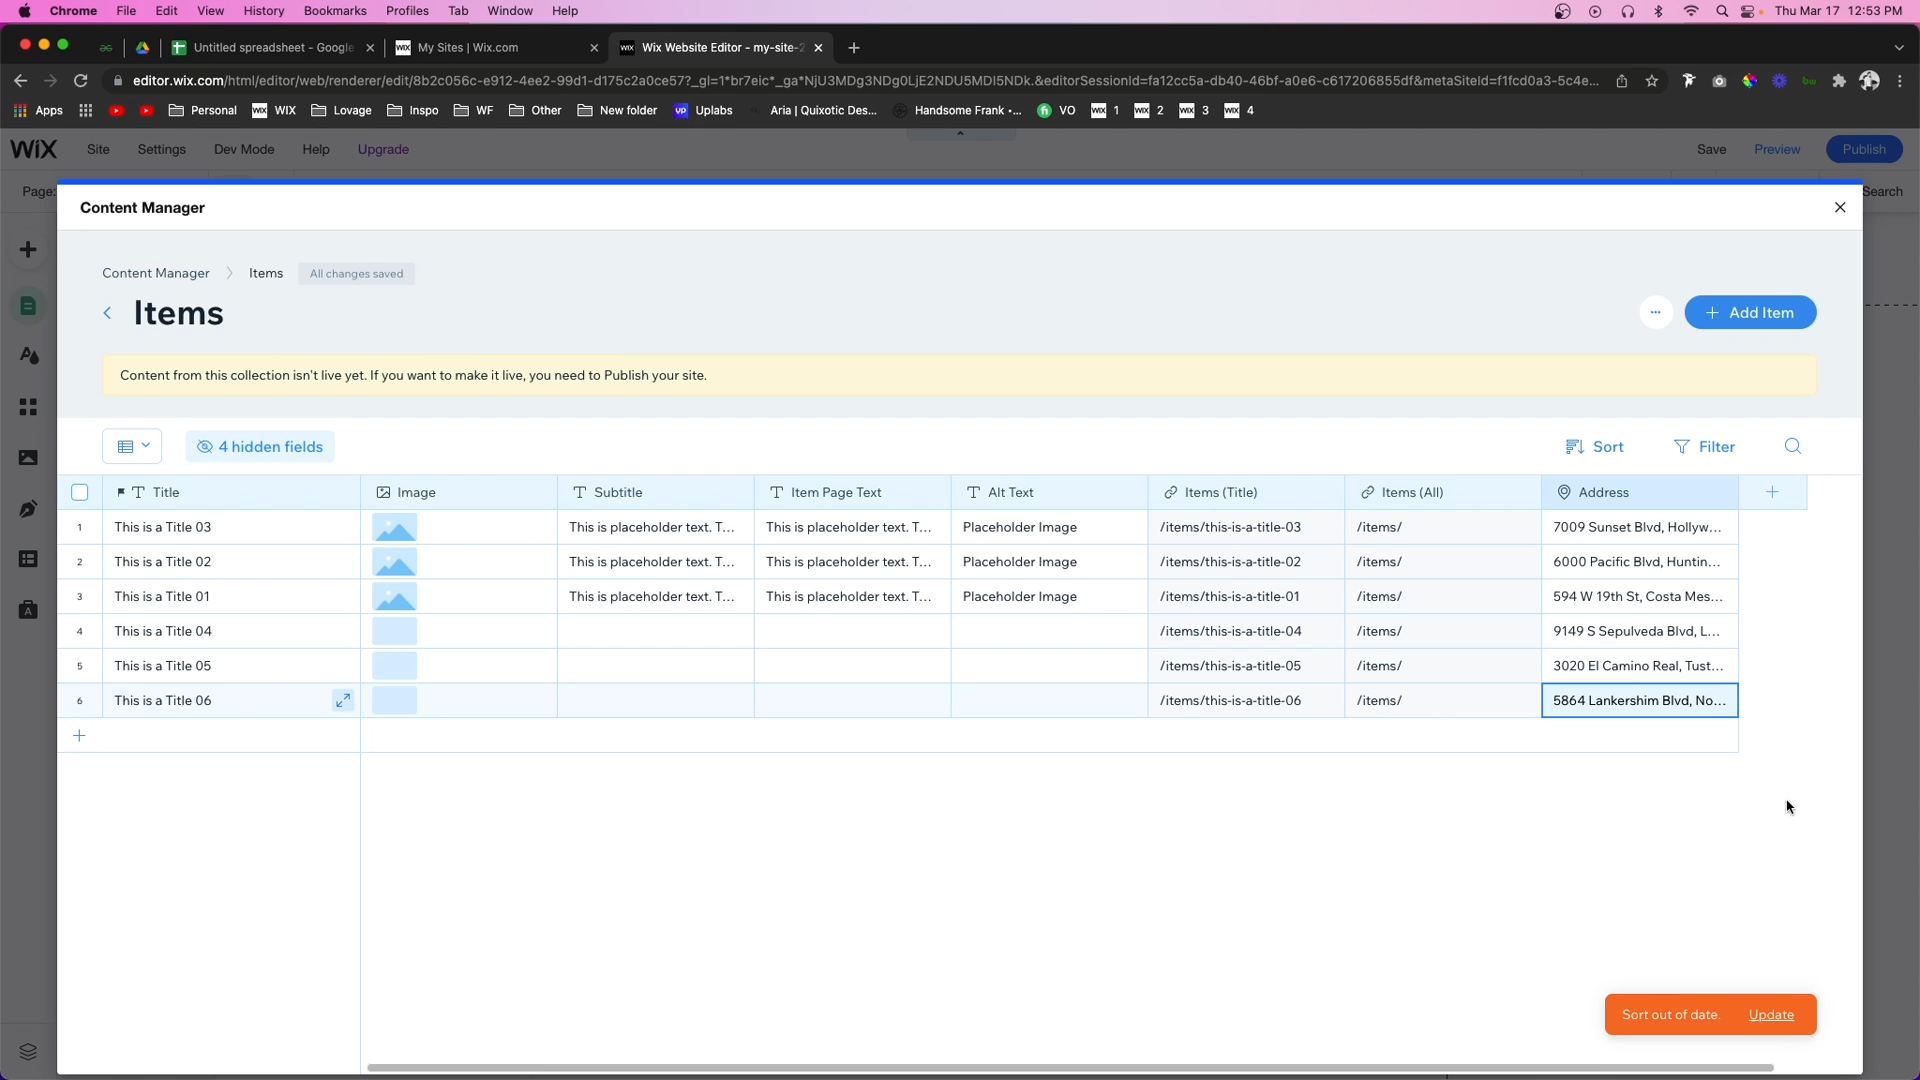 Chrome File Edit View History Bookmarks Profiles Tab Window Help Thu Mar 17 12:53 PM
Untitled spreadsheet - Google My Sites | Wix.com WIX Wix Website Editor - my-site-2
editor.wix.com/html/editor/web/renderer/edit/8b2c056c-e912-4ee2-99d1-d175c2a0ce57?_gl=1*br7eic*_ga*NjU3MDg3NDg0LjE2NDU5MDI5NDk.&editorSessionId=fa12cc5a-db40-46bf-a0e6-c617206855df&metaSiteId=f1fcd0a3-5c4e...
Apps Personal WIX WIX Lovage Inspo WF Other New folder UP Uplabs Aria | Quixotic Des... Handsome Frank •... VO WIX 1 WIX 2 WIX 3 WIX 4
WIX Site Settings Dev Mode Help Upgrade Save Preview Publish
Page: Search
Content Manager
Content Manager Items All changes saved
Items
... + Add Item
Content from this collection isn't live yet. If you want to make it live, you need to Publish your site.
4 hidden fields Sort Filter
Title Image Subtitle Item Page Text Alt Text Items (Title) Items (All) Address +
1 This is a Title 03 This is placeholder text. T... This is placeholder text. T... Placeholder Image /items/this-is-a-title-03 /items/ 7009 Sunset Blvd, Hollyw...
2 This is a Title 02 This is placeholder text. T... This is placeholder text. T... Placeholder Image /items/this-is-a-title-02 /items/ 6000 Pacific Blvd, Huntin...
3 This is a Title 01 This is placeholder text. T... This is placeholder text. T... Placeholder Image /items/this-is-a-title-01 /items/ 594 W 19th St, Costa Mes...
4 This is a Title 04 /items/this-is-a-title-04 /items/ 9149 S Sepulveda Blvd, L...
5 This is a Title 05 /items/this-is-a-title-05 /items/ 3020 El Camino Real, Tust...
6 This is a Title 06 /items/this-is-a-title-06 /items/ 5864 Lankershim Blvd, No...
+
Sort out of date. Update